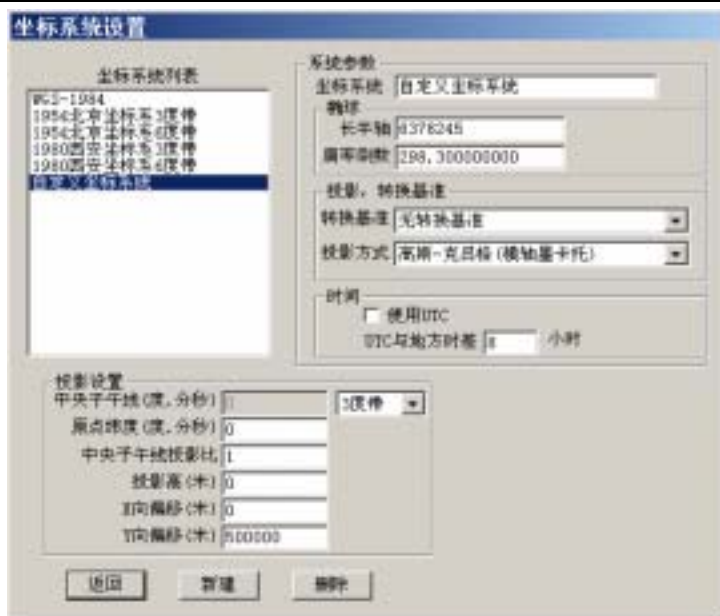 坐标系统设置
坐标系统列表
WGS-1984
1954北京坐标系3度带
1954北京坐标系6度带
1980西安坐标系3度带
1980西安坐标系6度带
自定义坐标系统
系统参数
坐标系统 自定义坐标系统
椭球
长半轴 6378245
扁率倒数 298.300000000
投影，转换基准
转换基准 无转换基准
投影方式 高斯-克吕格(横轴墨卡托)
时间
使用UTC
UTC与地方时差 8 小时
投影设置
中央子午线(度.分秒) 3度带
原点纬度(度.分秒) 0
中央子午线投影比 1
投影高(米) 0
X向偏移(米) 0
Y向偏移(米) 500000
返回 新建 删除